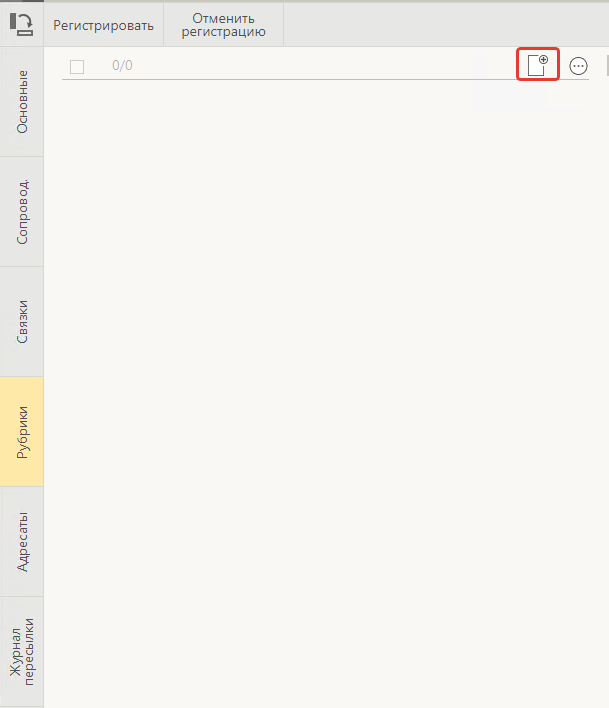 Регистрировать
Отменить
регистрацию
0/0
Основные
Сопровод.
Связки
Рубрики
Адресаты
Журнал
пересылки